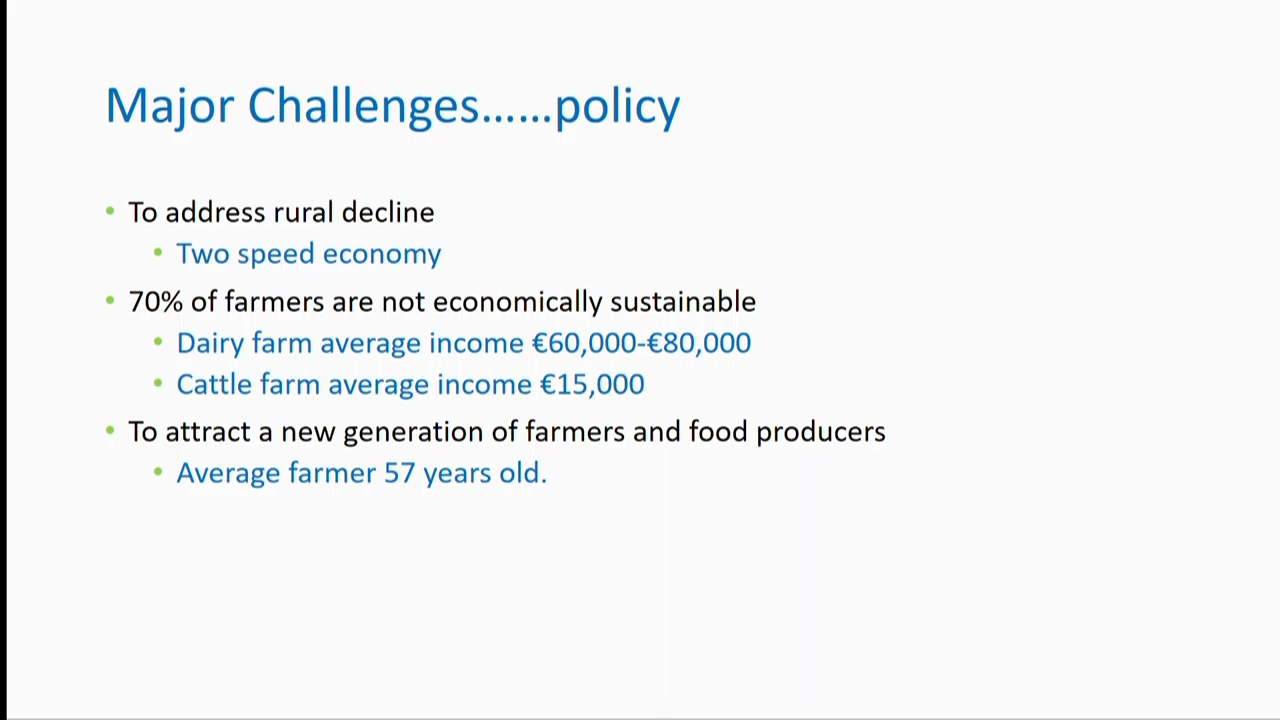 Major Challenges……policy
• To address rural decline
• Two speed economy
• 70% of farmers are not economically sustainable
• Dairy farm average income €60,000-€80,000
• Cattle farm average income €15,000
• To attract a new generation of farmers and food producers
• Average farmer 57 years old.